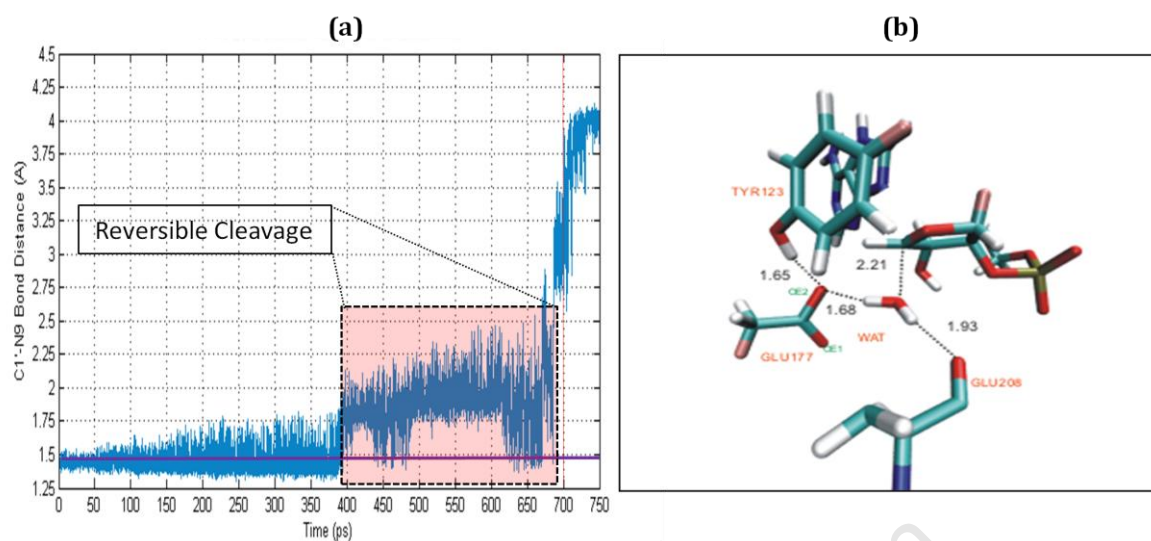 (a)
(b)
4.5
4.25
4
3.75
3.5
3.25
3
2.75
2.5
2.25
2
1.75
1.5
1.25
C1'-N9 Bond Distance (A)
Reversible Cleavage
0 50 100 150 200 250 300 350 400 450 500 550 600 650 700 750
Time (ps)
TYR123
1.65
2.21
OE2
1.68
WAT
1.93
OE1
GLU177
GLU208